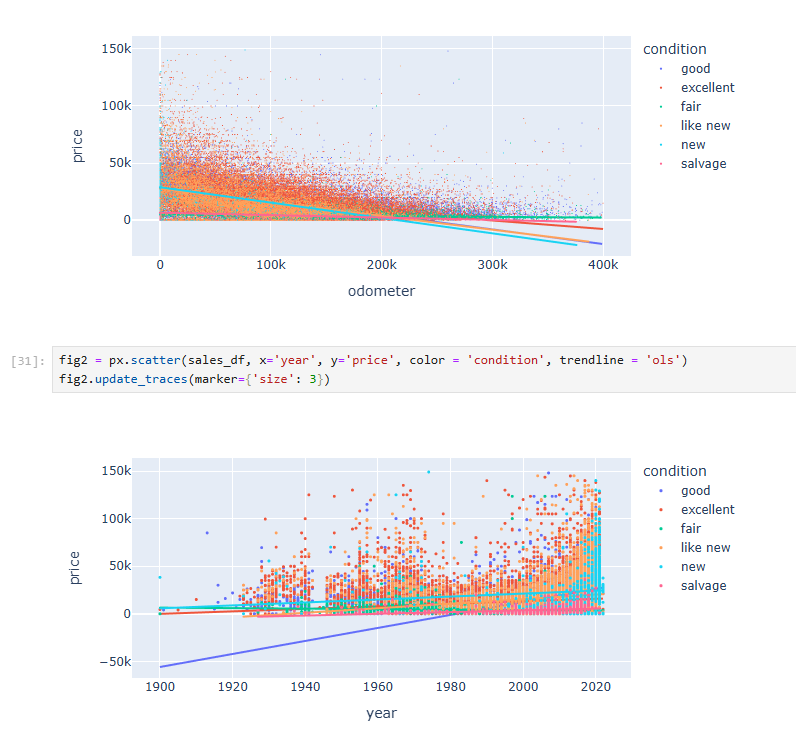 150k
100k
50k
0
price
0
100k
200k
300k
400k
odometer
condition
good
excellent
fair
like new
new
salvage
[31]: fig2 = px.scatter(sales_df, x='year', y='price', color = 'condition', trendline = 'ols')
fig2.update_traces(marker={'size': 3})
150k
100k
50k
0
−50k
price
1900
1920
1940
1960
1980
2000
2020
year
condition
good
excellent
fair
like new
new
salvage